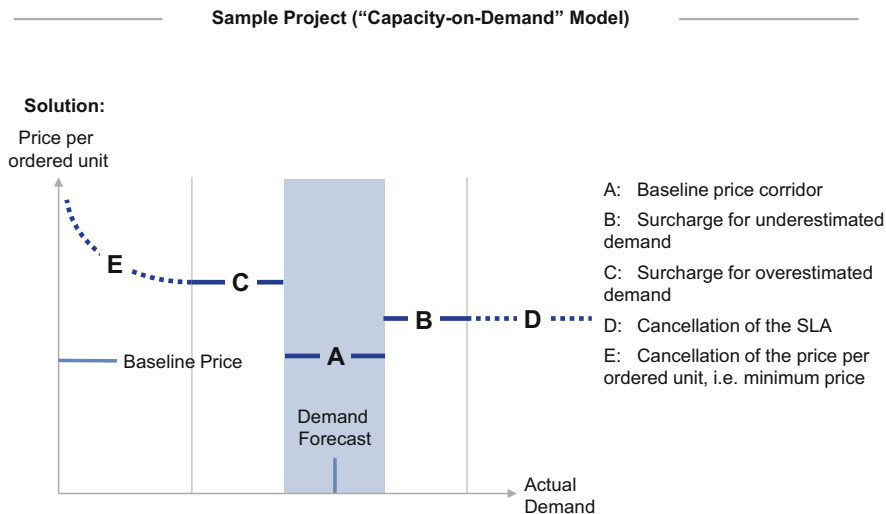 Sample Project (“Capacity-on-Demand” Model)
Solution:
Price per
ordered unit
E
C
B
D
A
Baseline Price
Demand
Forecast
Actual
Demand
A: Baseline price corridor
B: Surcharge for underestimated
demand
C: Surcharge for overestimated
demand
D: Cancellation of the SLA
E: Cancellation of the price per
ordered unit, i.e. minimum price